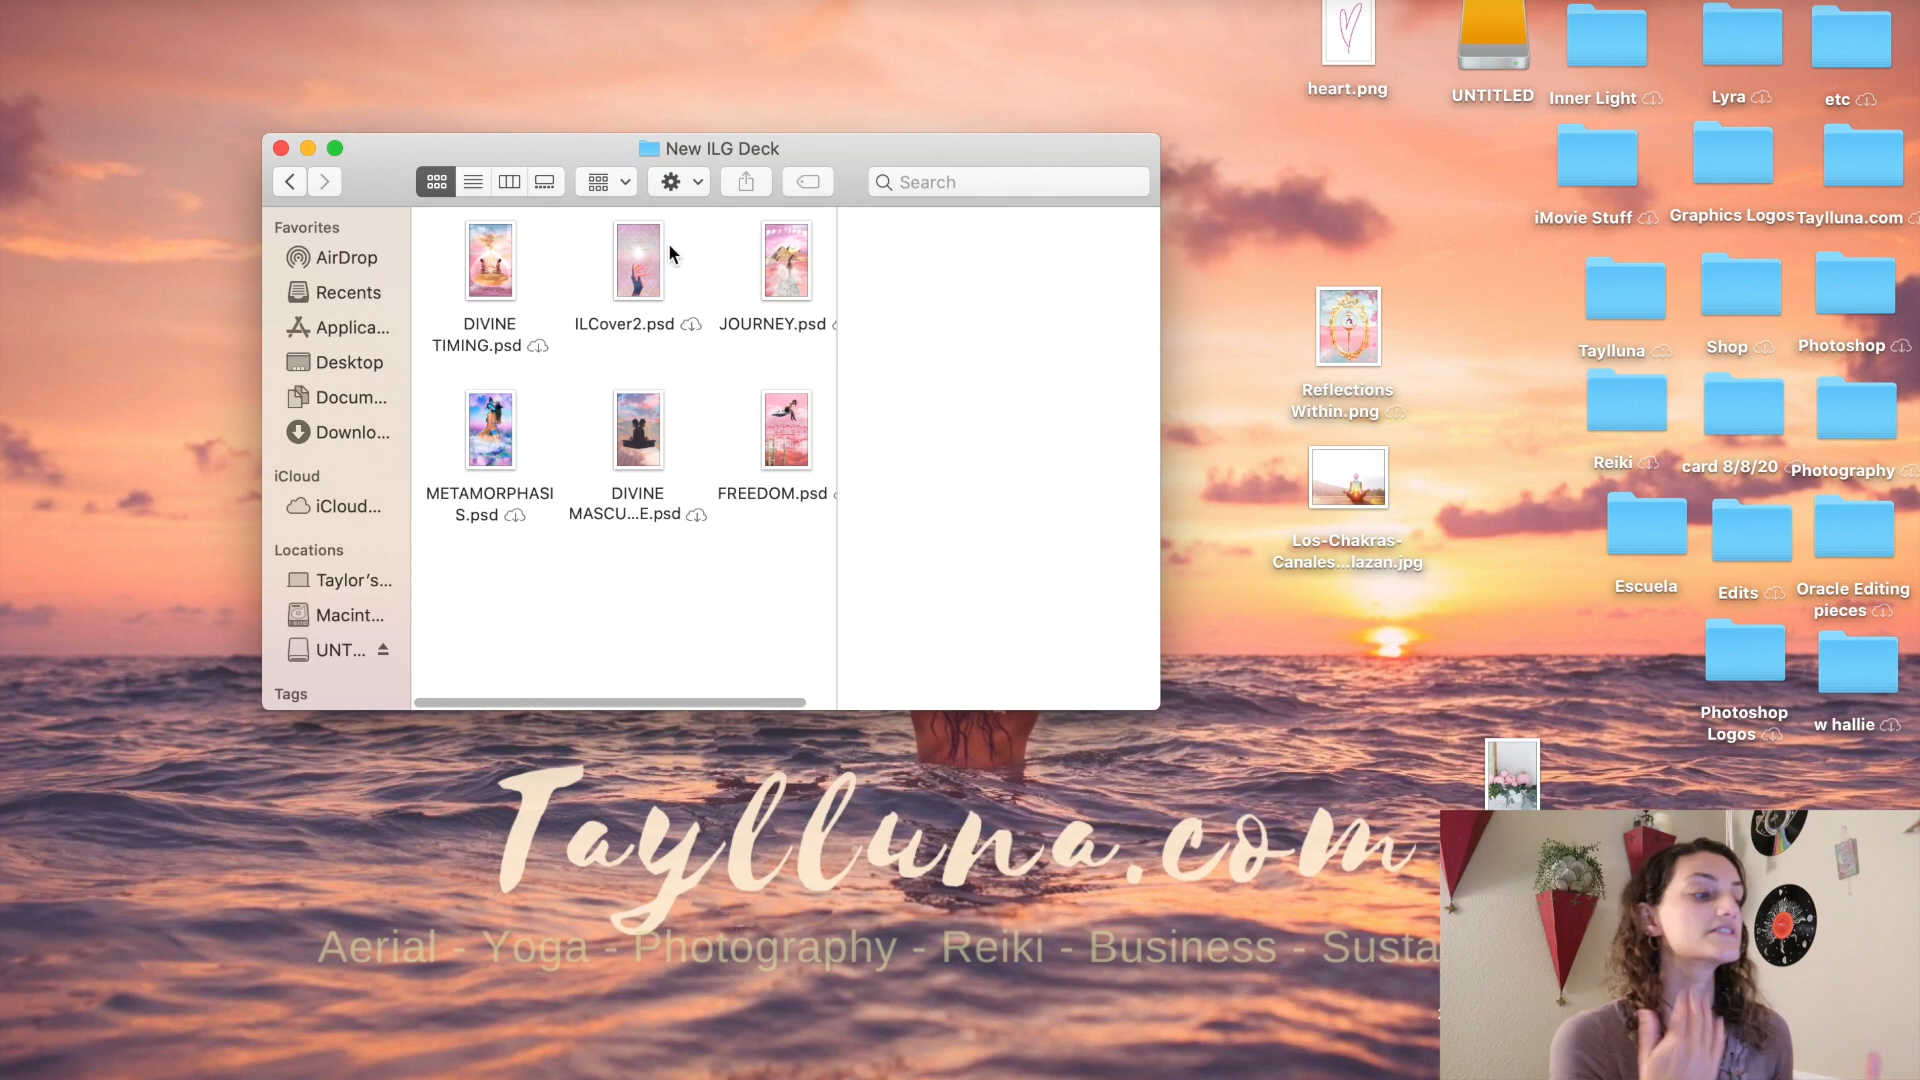 New ILG Deck
Search
Favorites
AirDrop
Recents
Applica...
Desktop
Docum...
Downlo...
iCloud
iCloud...
Locations
Taylor's...
Macint...
UNT...
Tags
DIVINE
TIMING.psd
ILCover2.psd
JOURNEY.psd
METAMORPHASI
S.psd
DIVINE
MASCU...E.psd
FREEDOM.psd
heart.png
UNTITLED
Inner Light
Lyra
etc
iMovie Stuff
Graphics Logos
Taylluna.com
Reflections
Within.png
Taylluna
Shop
Photoshop
Reiki
card 8/8/20
Photography
Los-Chakras-
Canales...lazan.jpg
Escuela
Edits
Oracle Editing
pieces
Photoshop
Logos
w hallie
Taylluna.com
Aerial - Yoga - Photography - Reiki - Business - Susta